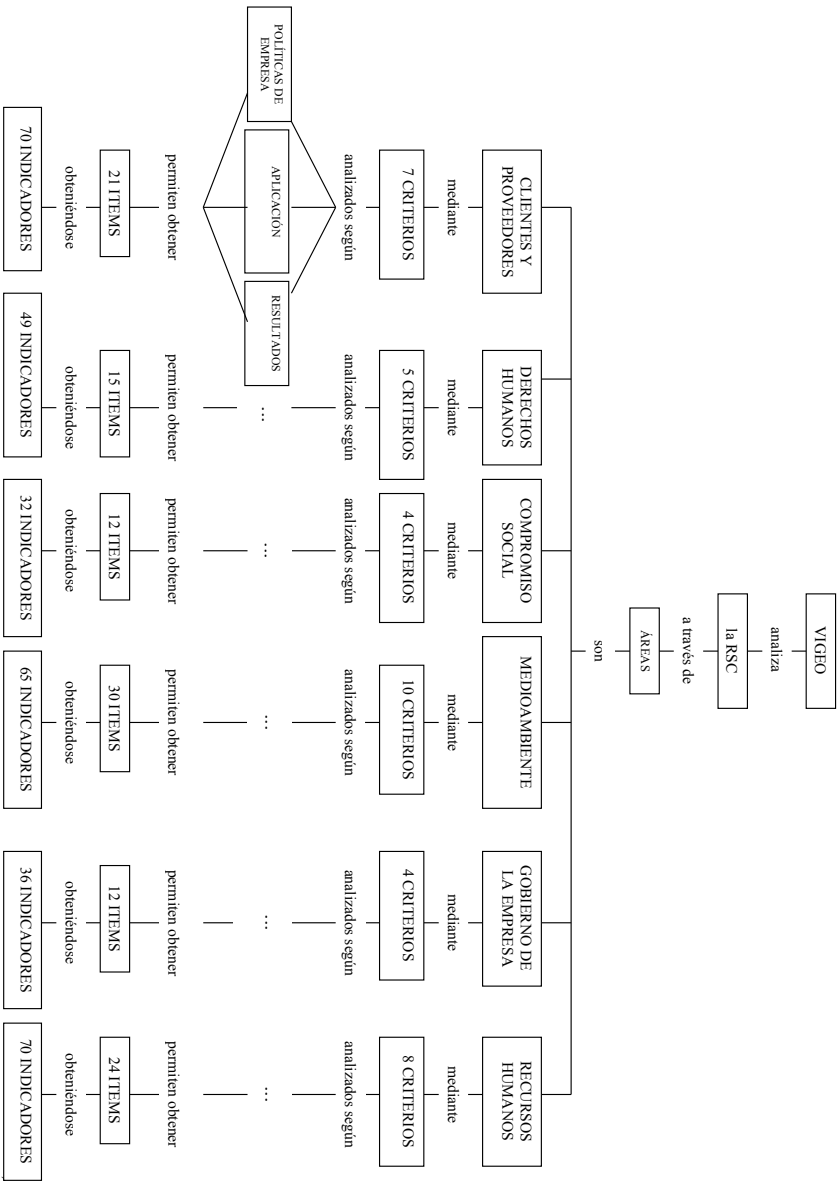 VIGEO
analiza
la RSC
a través de
ÁREAS
son
CLIENTES Y
PROVEEDORES
DERECHOS
HUMANOS
COMPROMISO
SOCIAL
MEDIOAMBIENTE
GOBIERNO DE
LA EMPRESA
RECURSOS
HUMANOS
mediante
mediante
mediante
mediante
mediante
mediante
7 CRITERIOS
5 CRITERIOS
4 CRITERIOS
10 CRITERIOS
4 CRITERIOS
8 CRITERIOS
analizados según
analizados según
analizados según
analizados según
analizados según
analizados según
POLÍTICAS DE
EMPRESA
APLICACIÓN
RESULTADOS
...
...
...
...
...
permiten obtener
permiten obtener
permiten obtener
permiten obtener
permiten obtener
permiten obtener
21 ITEMS
15 ITEMS
12 ITEMS
30 ITEMS
12 ITEMS
24 ITEMS
obteniéndose
obteniéndose
obteniéndose
obteniéndose
obteniéndose
obteniéndose
70 INDICADORES
49 INDICADORES
32 INDICADORES
65 INDICADORES
36 INDICADORES
70 INDICADORES